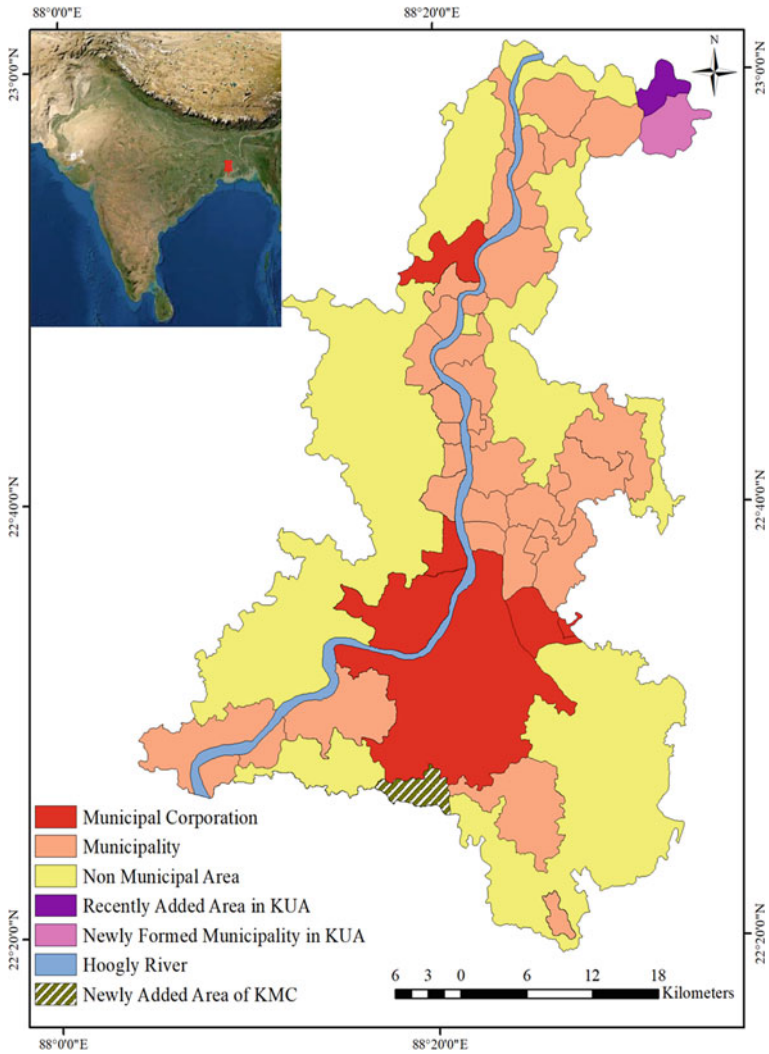 88°0'0"E
88°20'0"E
N
23°0'0"N
23°0'0"N
22°40'0"N
22°40'0"N
22°20'0"N
22°20'0"N
Municipal Corporation
Municipality
Non Municipal Area
Recently Added Area in KUA
Newly Formed Municipality in KUA
Hoogly River
Newly Added Area of KMC
6 3 0 6 12 18
Kilometers
88°0'0"E
88°20'0"E